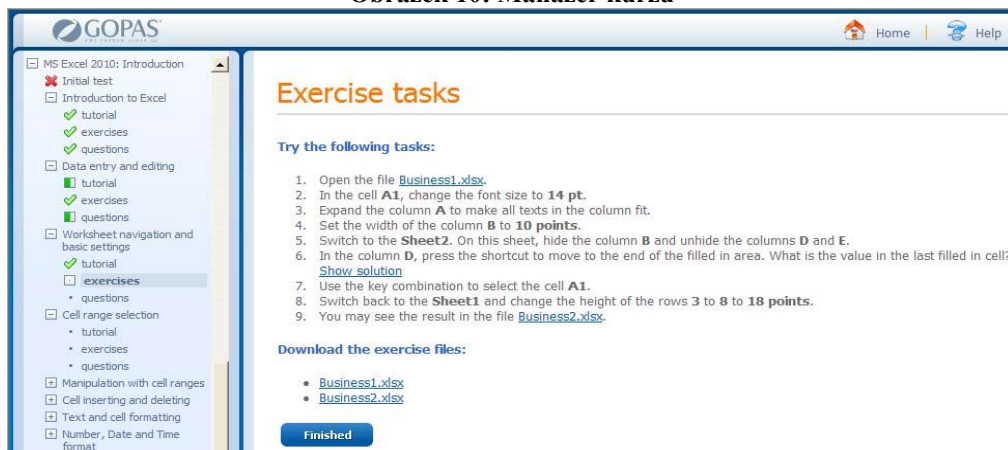 Obrázek 10: Manažer kurzů
GOPAS
Home
Help
MS Excel 2010: Introduction
Initial test
Introduction to Excel
tutorial
exercises
questions
Data entry and editing
tutorial
exercises
questions
Worksheet navigation and
basic settings
tutorial
exercises
questions
Cell range selection
tutorial
exercises
questions
Manipulation with cell ranges
Cell inserting and deleting
Text and cell formatting
Number, Date and Time
format
Exercise tasks
Try the following tasks:
1. Open the file Business1.xlsx.
2. In the cell A1, change the font size to 14 pt.
3. Expand the column A to make all texts in the column fit.
4. Set the width of the column B to 10 points.
5. Switch to the Sheet2. On this sheet, hide the column B and unhide the columns D and E.
6. In the column D, press the shortcut to move to the end of the filled in area. What is the value in the last filled in cell?
Show solution
7. Use the key combination to select the cell A1.
8. Switch back to the Sheet1 and change the height of the rows 3 to 8 to 18 points.
9. You may see the result in the file Business2.xlsx.
Download the exercise files:
• Business1.xlsx
• Business2.xlsx
Finished